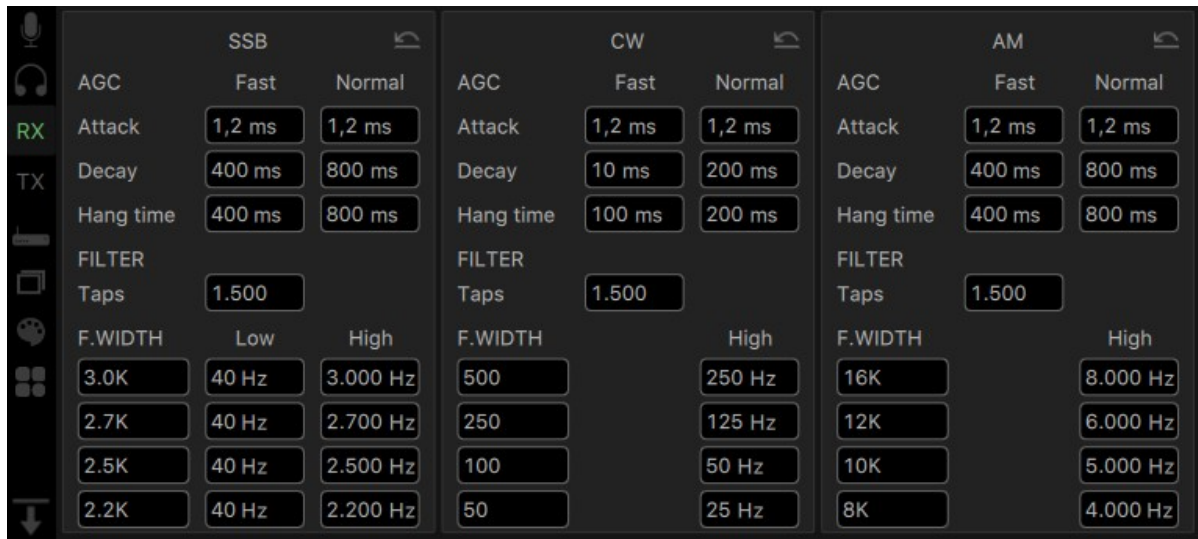 RX
TX
SSB
AGC Fast Normal
Attack 1,2 ms 1,2 ms
Decay 400 ms 800 ms
Hang time 400 ms 800 ms
FILTER
Taps 1.500
F.WIDTH Low High
3.0K 40 Hz 3.000 Hz
2.7K 40 Hz 2.700 Hz
2.5K 40 Hz 2.500 Hz
2.2K 40 Hz 2.200 Hz
CW
AGC Fast Normal
Attack 1,2 ms 1,2 ms
Decay 10 ms 200 ms
Hang time 100 ms 200 ms
FILTER
Taps 1.500
F.WIDTH High
500 250 Hz
250 125 Hz
100 50 Hz
50 25 Hz
AM
AGC Fast Normal
Attack 1,2 ms 1,2 ms
Decay 400 ms 800 ms
Hang time 400 ms 800 ms
FILTER
Taps 1.500
F.WIDTH High
16K 8.000 Hz
12K 6.000 Hz
10K 5.000 Hz
8K 4.000 Hz